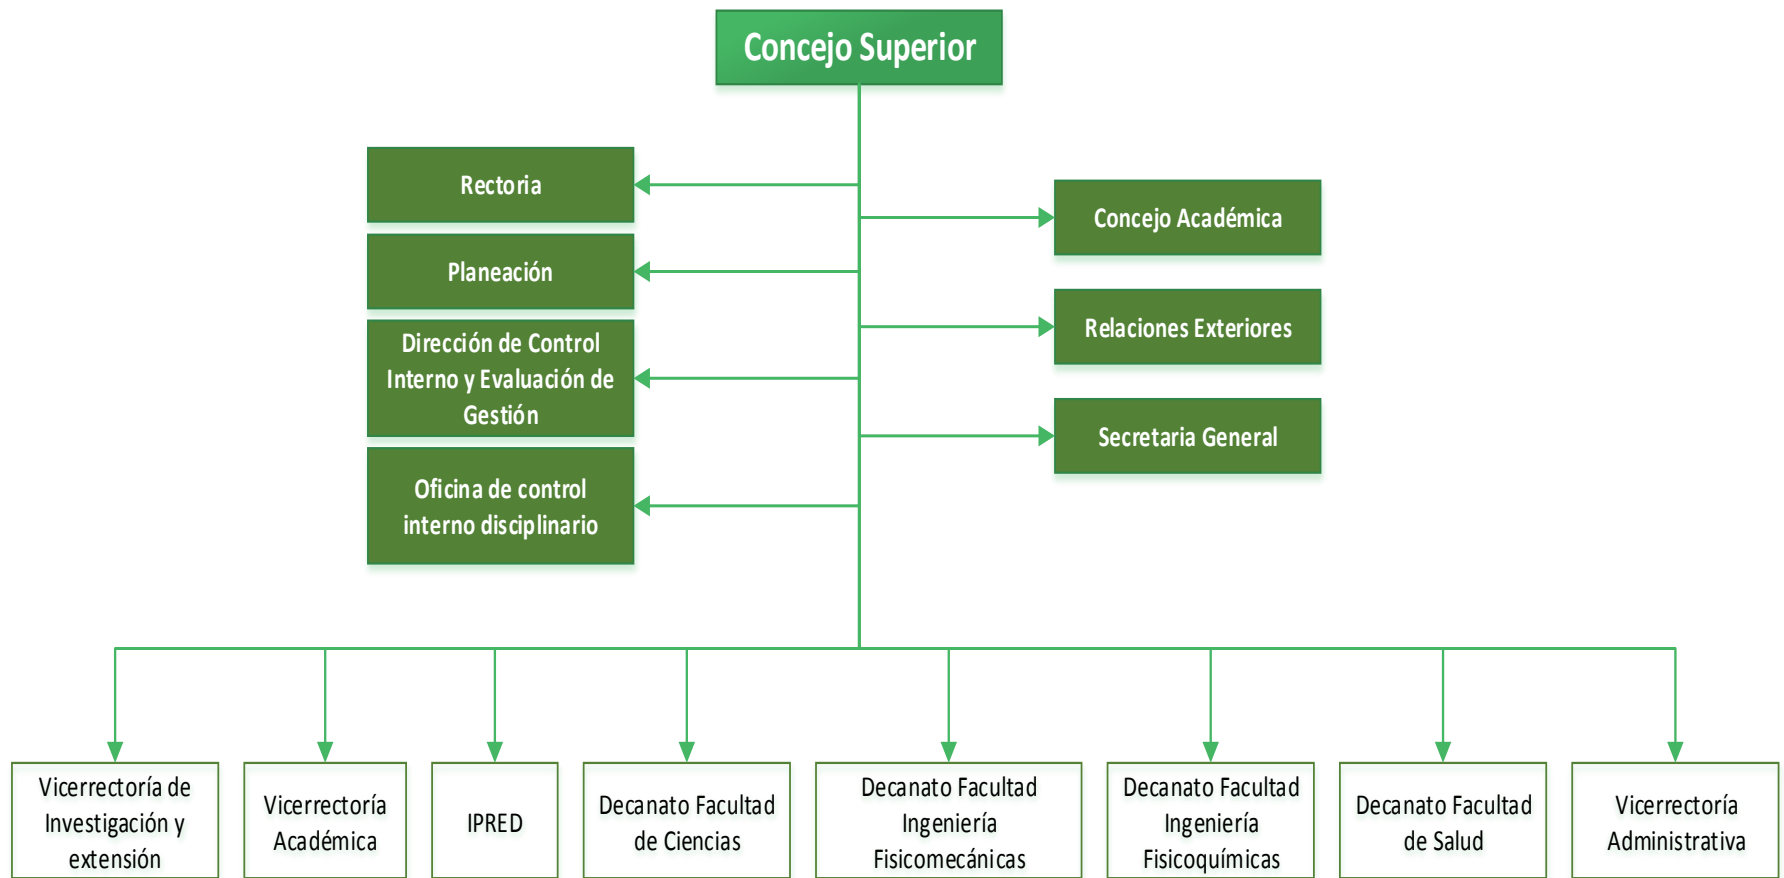 Concejo Superior
Rectoria
Planeación
Dirección de Control
Interno y Evaluación de
Gestión
Oficina de control
interno disciplinario
Concejo Académica
Relaciones Exteriores
Secretaria General
Vicerrectoría de
Investigación y
extensión
Vicerrectoría
Académica
IPRED
Decanato Facultad
de Ciencias
Decanato Facultad
Ingeniería
Fisicomecánicas
Decanato Facultad
Ingeniería
Fisicoquímicas
Decanato Facultad
de Salud
Vicerrectoría
Administrativa